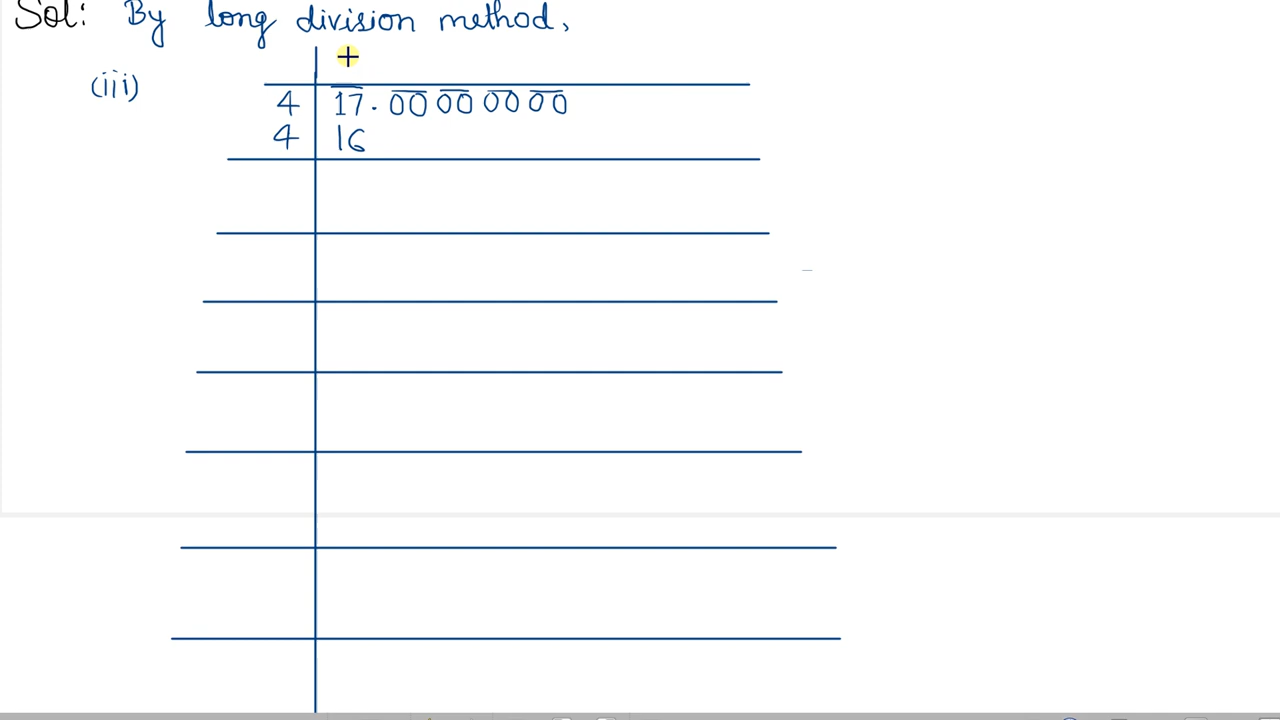 Sol: By long division method,
(iii)
4 17.00 00 00 00
4 16